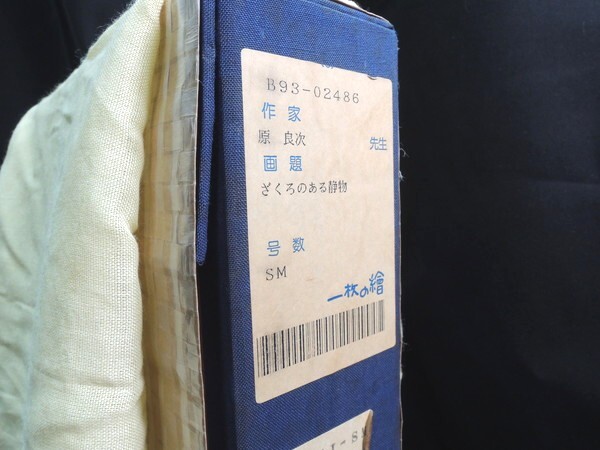 B93-02486
作家
原 良次 先生
画題
ざくろのある静物
号数
SM
一枚の繪